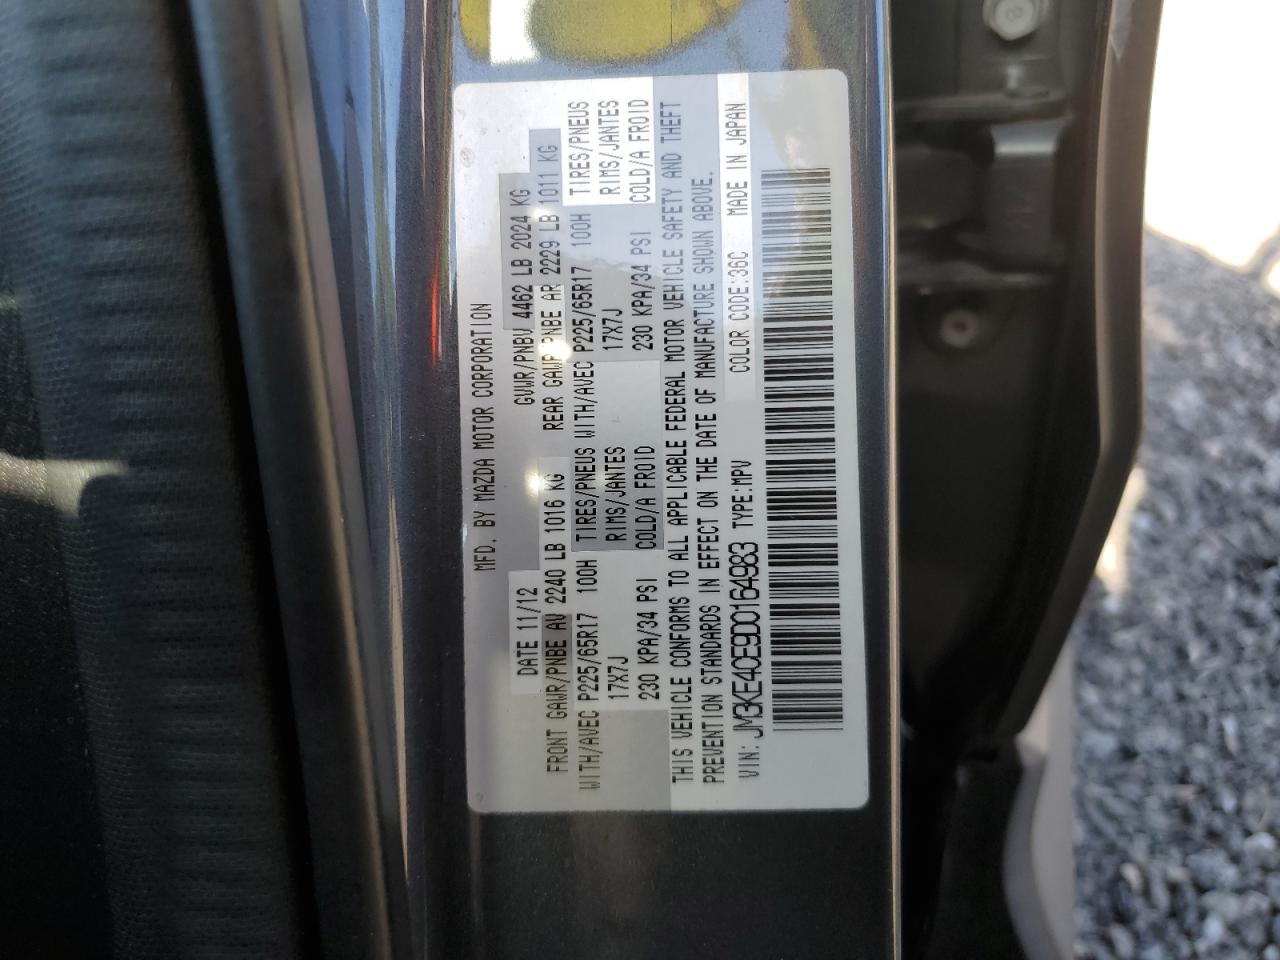 MFD. BY MAZDA MOTOR CORPORATION
DATE 11/12 GVWR/PNBV 4462 LB 2024 KG
FRONT GAWR/PNBE AV 2240 LB 1016 KG REAR GAWR/PNBE AR 2229 LB 1011 KG
WITH/AVEC P225/65R17 100H TIRES/PNEUS WITH/AVEC P225/65R17 100H TIRES/PNEUS
17X7J RIMS/JANTES 17X7J RIMS/JANTES
230 KPA/34 PSI COLD/A FROID 230 KPA/34 PSI COLD/A FROID
THIS VEHICLE CONFORMS TO ALL APPLICABLE FEDERAL MOTOR VEHICLE SAFETY AND THEFT
PREVENTION STANDARDS IN EFFECT ON THE DATE OF MANUFACTURE SHOWN ABOVE.
VIN: JM3KE4CE9D0164983 TYPE:MPV COLOR CODE:36C MADE IN JAPAN
8